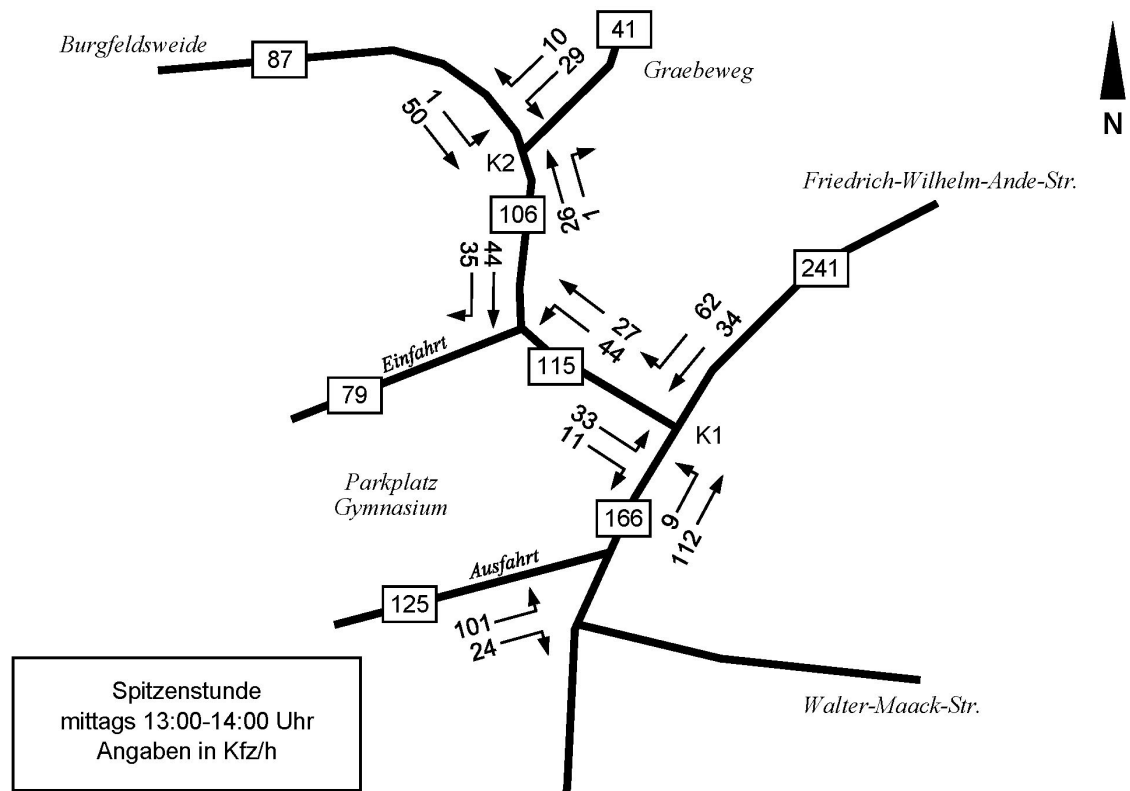 Burgfeldsweide
87
41
Graebeweg
10
29
1
50
K2
N
Friedrich-Wilhelm-Ande-Str.
106
1
26
241
44
35
62
34
27
44
Einfahrt
115
79
33
11
K1
Parkplatz
Gymnasium
166
9
112
Ausfahrt
125
101
24
Walter-Maack-Str.
Spitzenstunde
mittags 13:00-14:00 Uhr
Angaben in Kfz/h